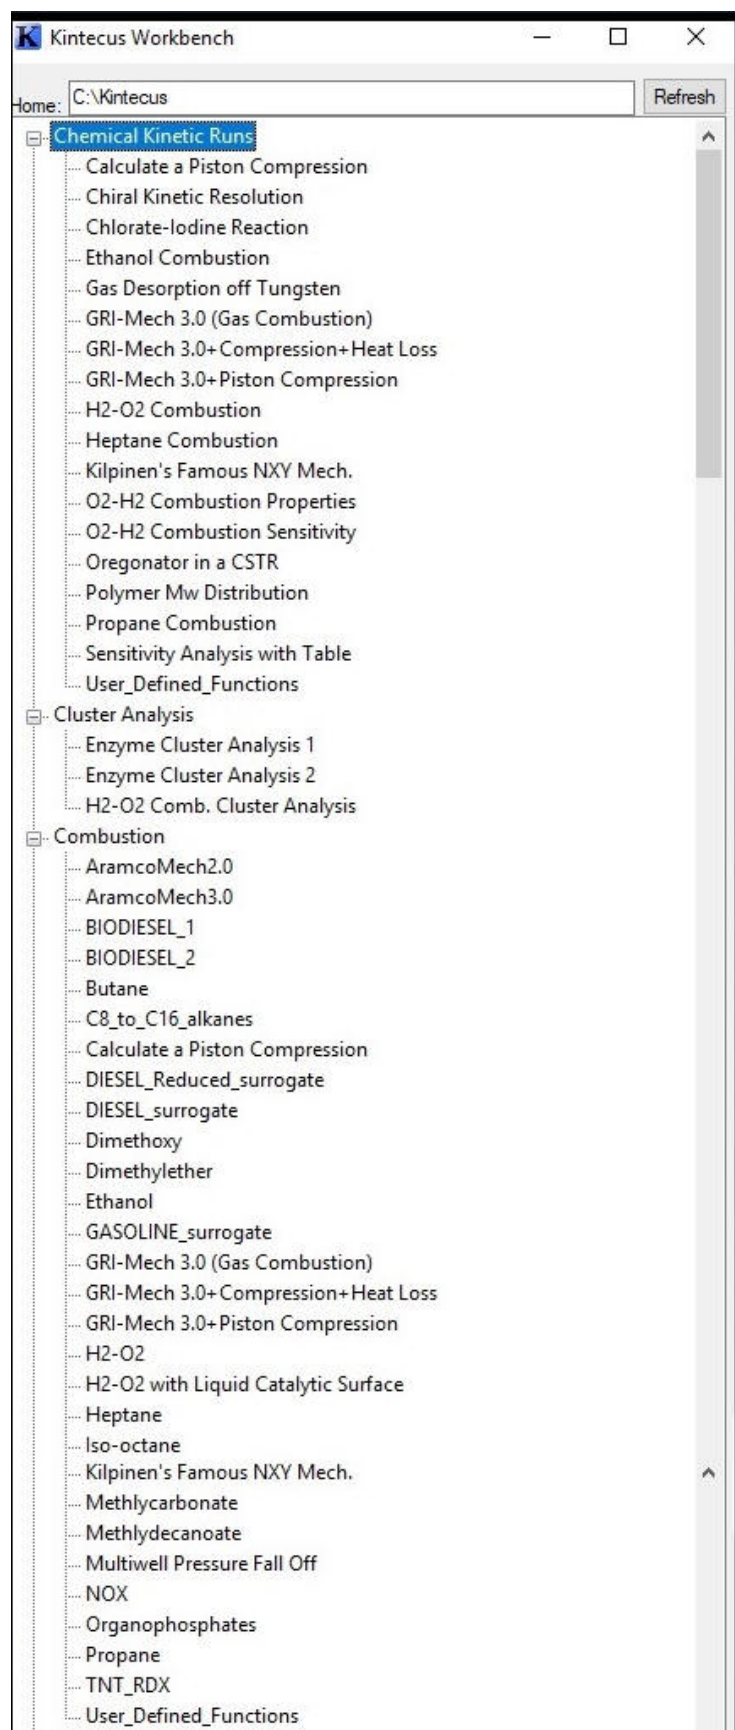 Kintecus Workbench
Home: C:\Kintecus Refresh
Chemical Kinetic Runs
Calculate a Piston Compression
Chiral Kinetic Resolution
Chlorate-Iodine Reaction
Ethanol Combustion
Gas Desorption off Tungsten
GRI-Mech 3.0 (Gas Combustion)
GRI-Mech 3.0+Compression+Heat Loss
GRI-Mech 3.0+Piston Compression
H2-O2 Combustion
Heptane Combustion
Kilpinen's Famous NXY Mech.
O2-H2 Combustion Properties
O2-H2 Combustion Sensitivity
Oregonator in a CSTR
Polymer Mw Distribution
Propane Combustion
Sensitivity Analysis with Table
User_Defined_Functions
Cluster Analysis
Enzyme Cluster Analysis 1
Enzyme Cluster Analysis 2
H2-O2 Comb. Cluster Analysis
Combustion
AramcoMech2.0
AramcoMech3.0
BIODIESEL_1
BIODIESEL_2
Butane
C8_to_C16_alkanes
Calculate a Piston Compression
DIESEL_Reduced_surrogate
DIESEL_surrogate
Dimethoxy
Dimethylether
Ethanol
GASOLINE_surrogate
GRI-Mech 3.0 (Gas Combustion)
GRI-Mech 3.0+Compression+Heat Loss
GRI-Mech 3.0+Piston Compression
H2-O2
H2-O2 with Liquid Catalytic Surface
Heptane
Iso-octane
Kilpinen's Famous NXY Mech.
Methlycarbonate
Methlydecanoate
Multiwell Pressure Fall Off
NOX
Organophosphates
Propane
TNT_RDX
User_Defined_Functions